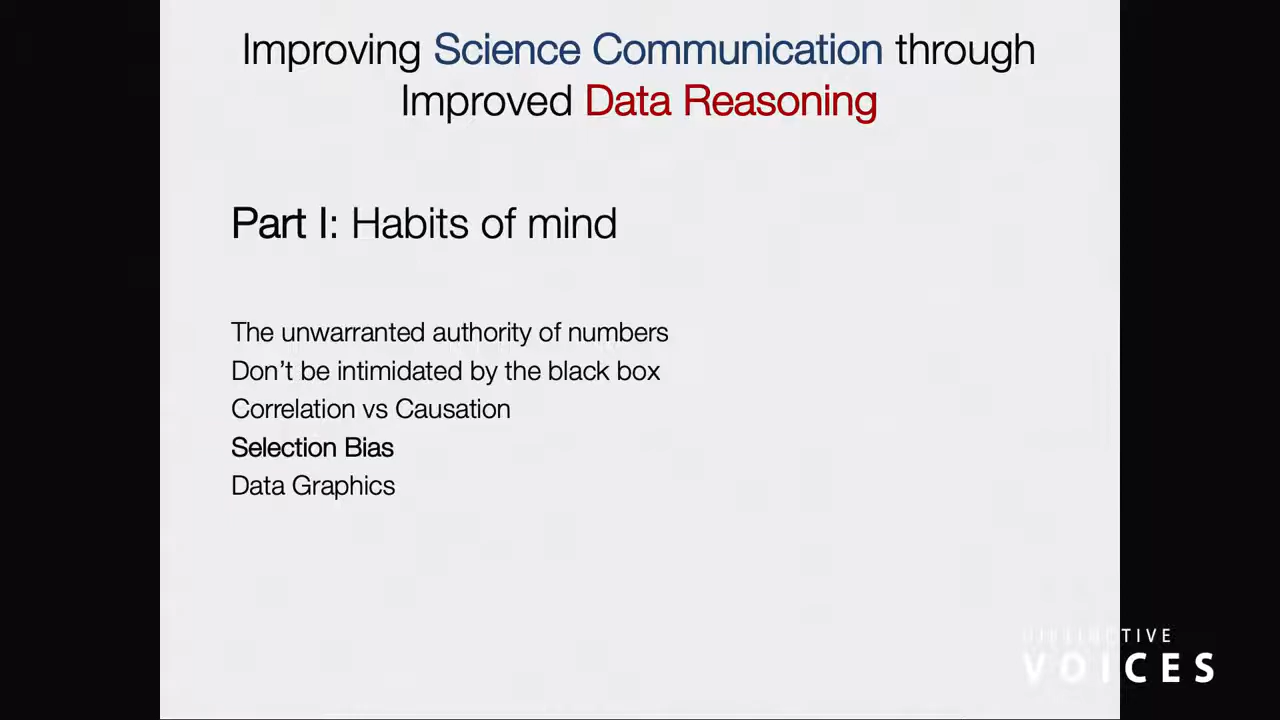 Improving Science Communication through
Improved Data Reasoning
Part I: Habits of mind
The unwarranted authority of numbers
Don't be intimidated by the black box
Correlation vs Causation
Selection Bias
Data Graphics
DISTINCTIVE
VOICES